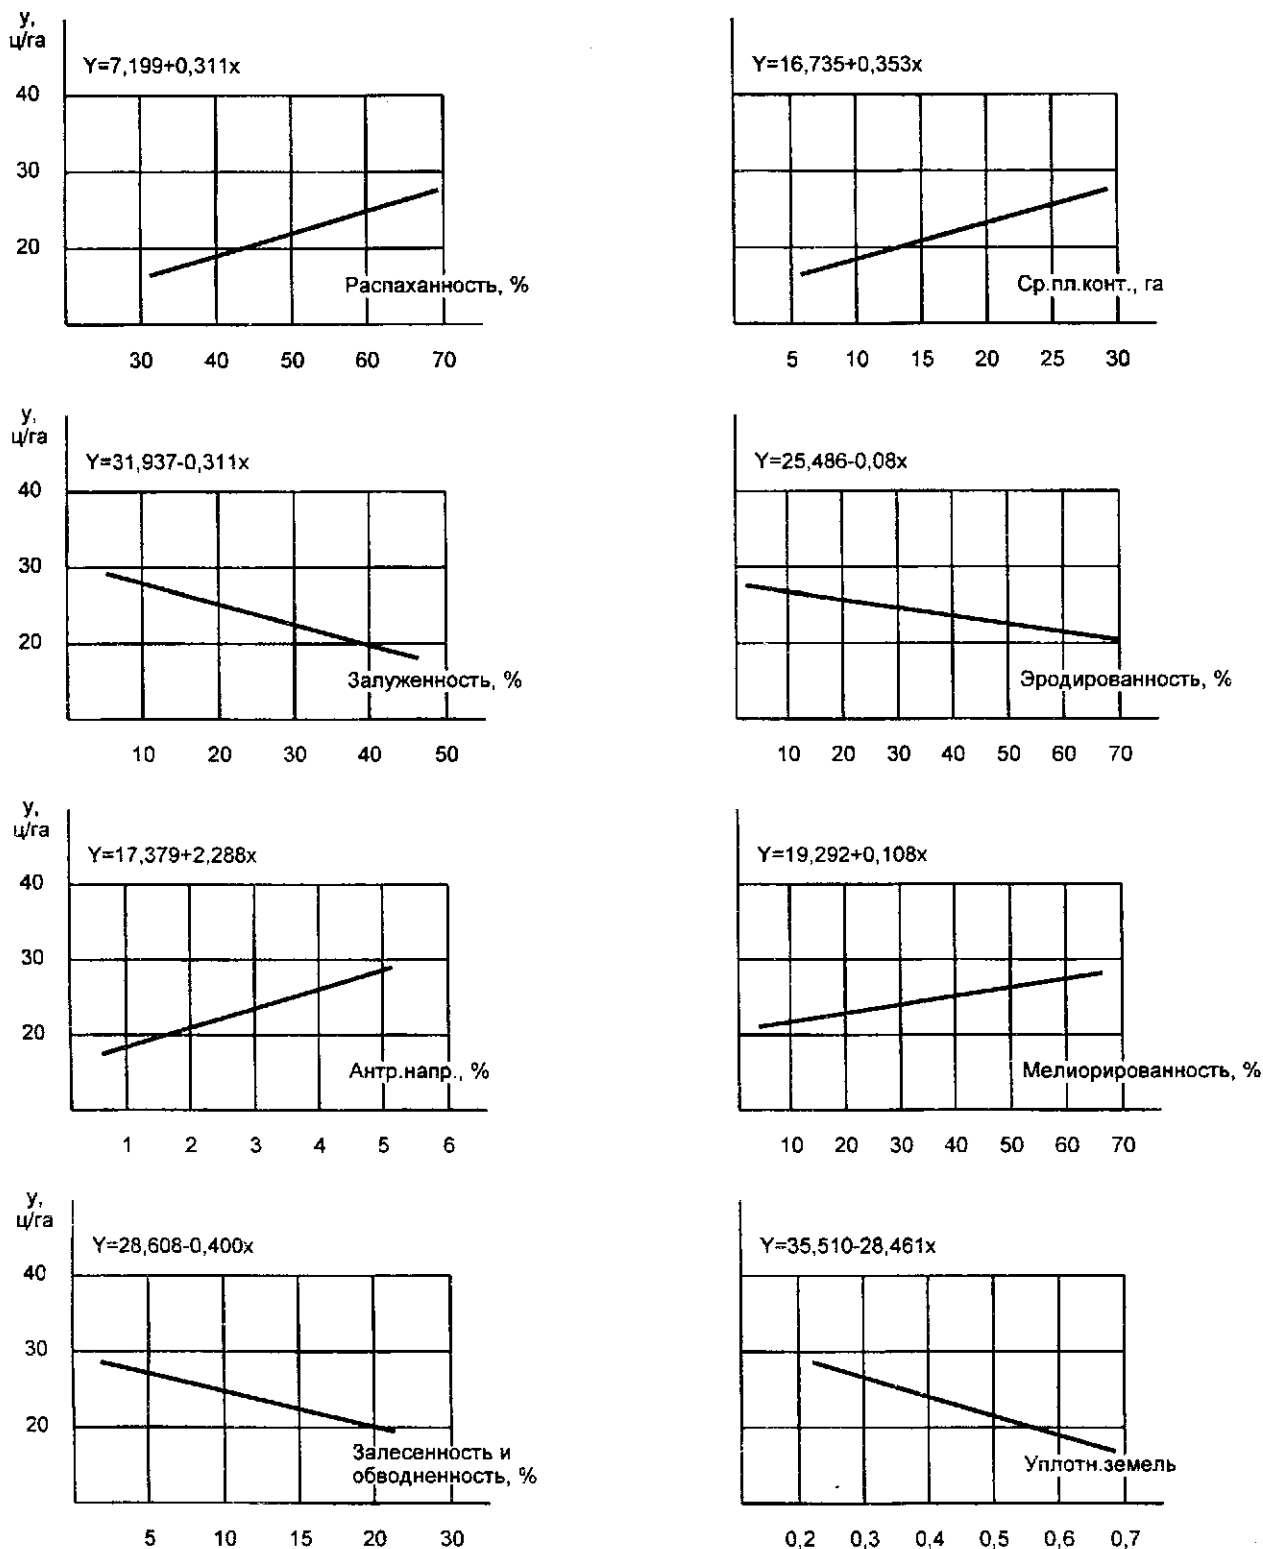 у,
ц/га
Y=7,199+0,311x
40
30
20
Распаханность, %
30 40 50 60 70
Y=16,735+0,353x
Ср.пл.конт., га
5 10 15 20 25 30
у,
ц/га
Y=31,937-0,311x
40
30
20
Залуженность, %
10 20 30 40 50
Y=25,486-0,08x
Эродированность, %
10 20 30 40 50 60 70
у,
ц/га
Y=17,379+2,288x
40
30
20
Антр.напр., %
1 2 3 4 5 6
Y=19,292+0,108x
Мелиорированность, %
10 20 30 40 50 60 70
у,
ц/га
Y=28,608-0,400x
40
30
20
Залесенность и
обводненность, %
5 10 15 20 30
Y=35,510-28,461x
Уплотн.земель
0,2 0,3 0,4 0,5 0,6 0,7